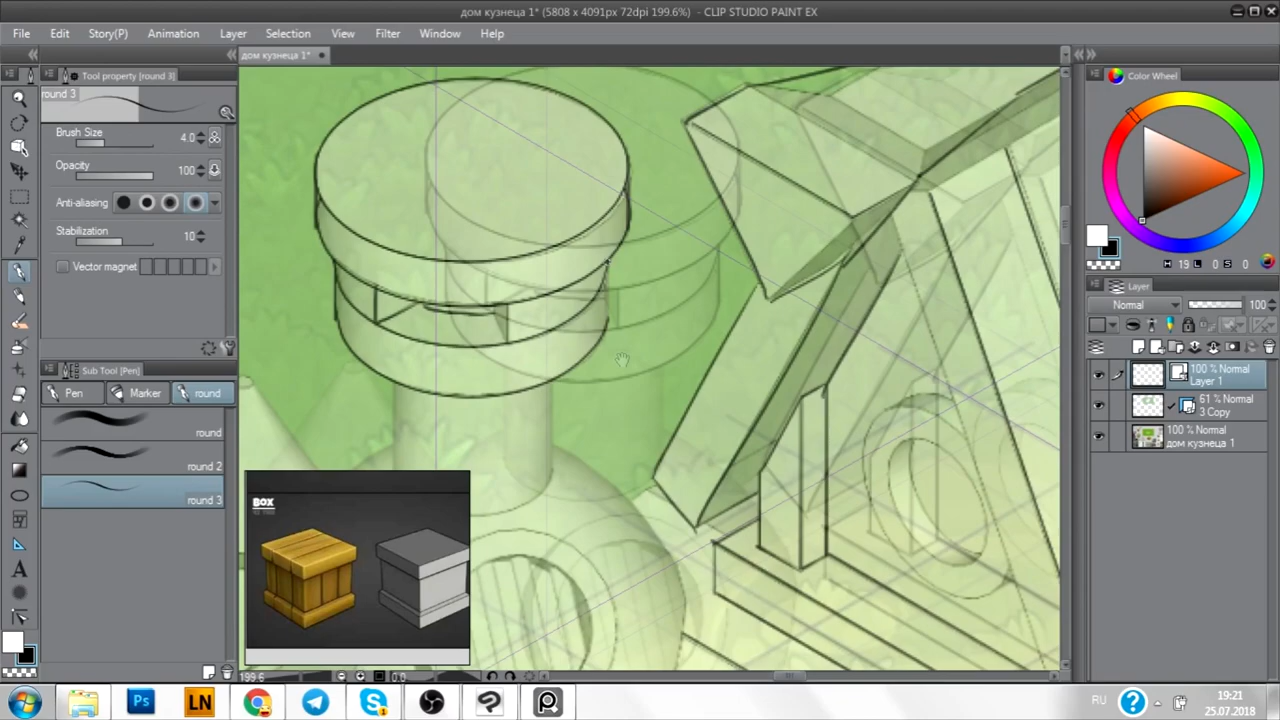 дом кузнеца 1* (5808 x 4091px 72dpi 199.6%) - CLIP STUDIO PAINT EX
File Edit Story(P) Animation Layer Selection View Filter Window Help
Tool property [round 3]
дом кузнеца 1*
Color Wheel
round 3
Brush Size 4.0
Opacity 100
Anti-aliasing
Stabilization 10
Vector magnet
H 19 L 0 S 0
Layer
Normal 100
100 % Normal
Layer 1
61 % Normal
3 Copy
100 % Normal
дом кузнеца 1
Sub Tool [Pen]
Pen Marker round
round
round 2
round 3
BOX
199.6 0.0
Ps LN
RU
19:21
25.07.2018